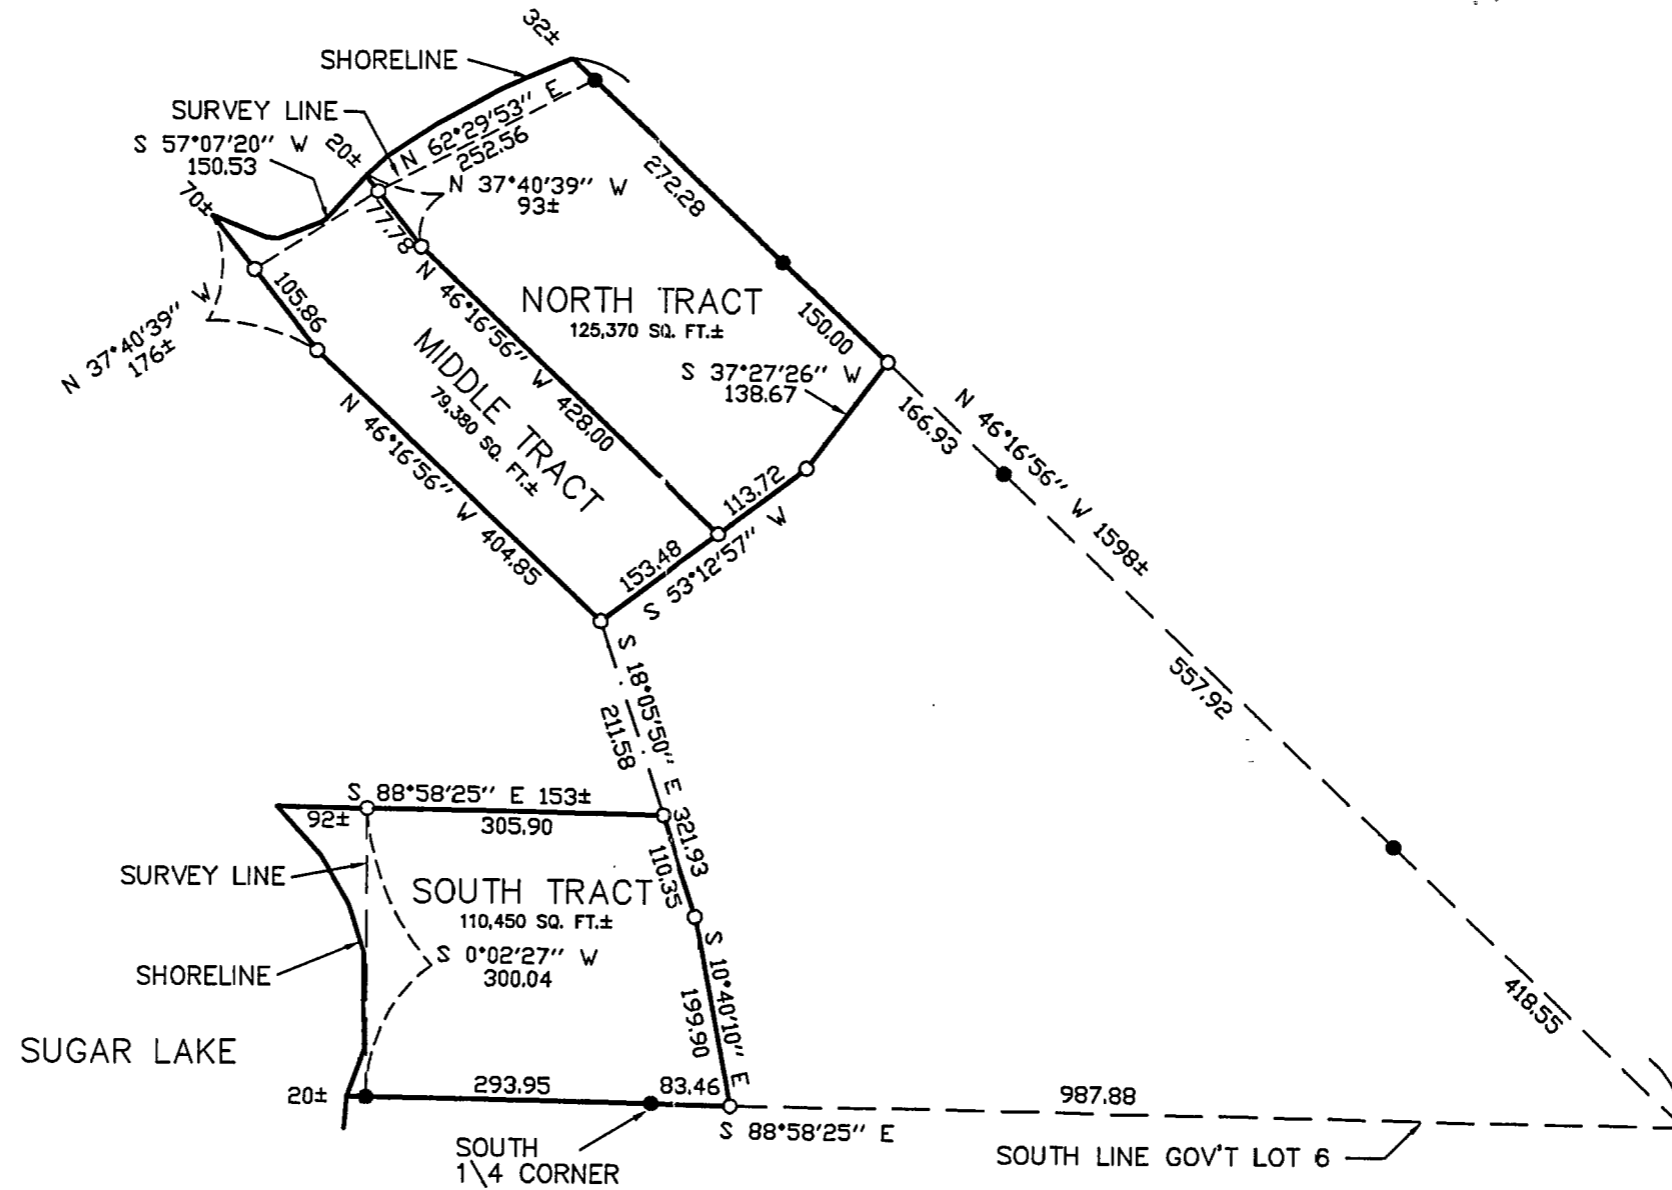 32±
SHORELINE
SURVEY LINE
S 57°07'20" W
150.53
20±
N 62°29'53" E
252.56
70±
N 37°40'39" W
93±
77.78
272.28
105.86
N 37°40'39" W
176±
N 46°16'56" W 428.00
NORTH TRACT
125,370 SQ. FT.±
150.00
MIDDLE TRACT
79,380 SQ. FT.±
S 37°27'26" W
138.67
N 46°16'56" W 404.85
166.93
N 46°16'56" W 1598±
113.72
153.48
S 53°12'57" W
S 18°05'50" E 321.93
211.58
557.92
S 88°58'25" E 153±
92±
305.90
110.35
SURVEY LINE
SOUTH TRACT
110,450 SQ. FT.±
S 0°02'27" W
300.04
SHORELINE
S 10°40'10" E
199.90
418.55
SUGAR LAKE
20±
293.95
83.46
987.88
S 88°58'25" E
SOUTH
1\4 CORNER
SOUTH LINE GOV'T LOT 6